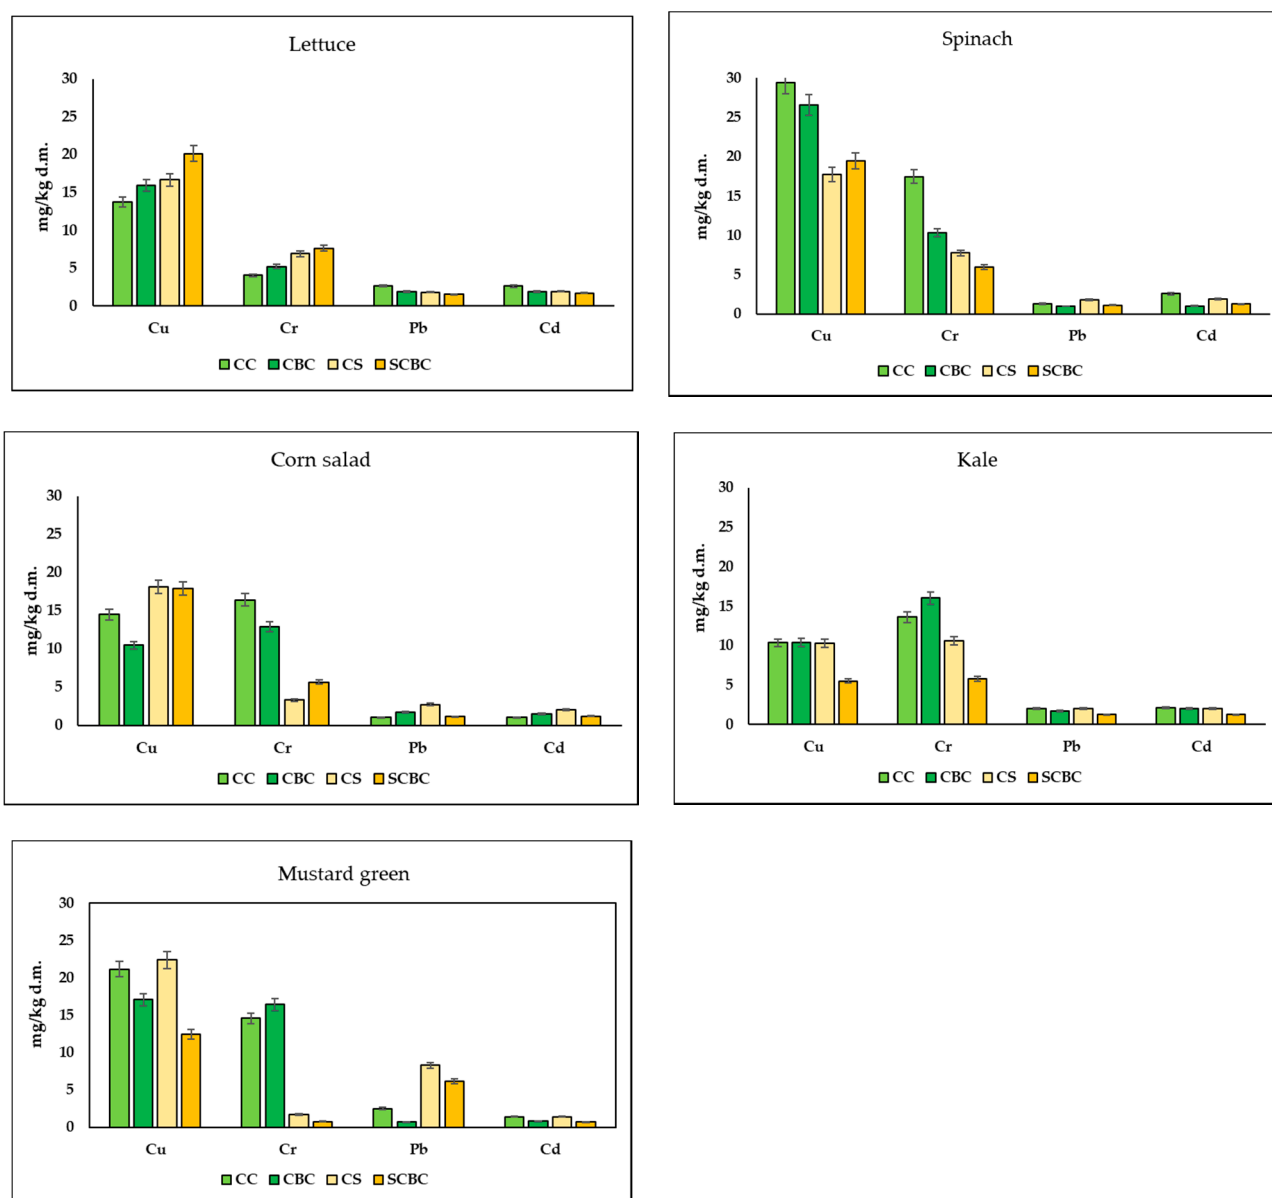 Lettuce
mg/kg d.m.
30
25
20
15
10
5
0
Cu Cr Pb Cd
CC CBC CS SCBC
Spinach
mg/kg d.m.
30
25
20
15
10
5
0
Cu Cr Pb Cd
CC CBC CS SCBC
Corn salad
mg/kg d.m.
30
25
20
15
10
5
0
Cu Cr Pb Cd
CC CBC CS SCBC
Kale
mg/kg d.m.
30
25
20
15
10
5
0
Cu Cr Pb Cd
CC CBC CS SCBC
Mustard green
mg/kg d.m.
30
25
20
15
10
5
0
Cu Cr Pb Cd
CC CBC CS SCBC